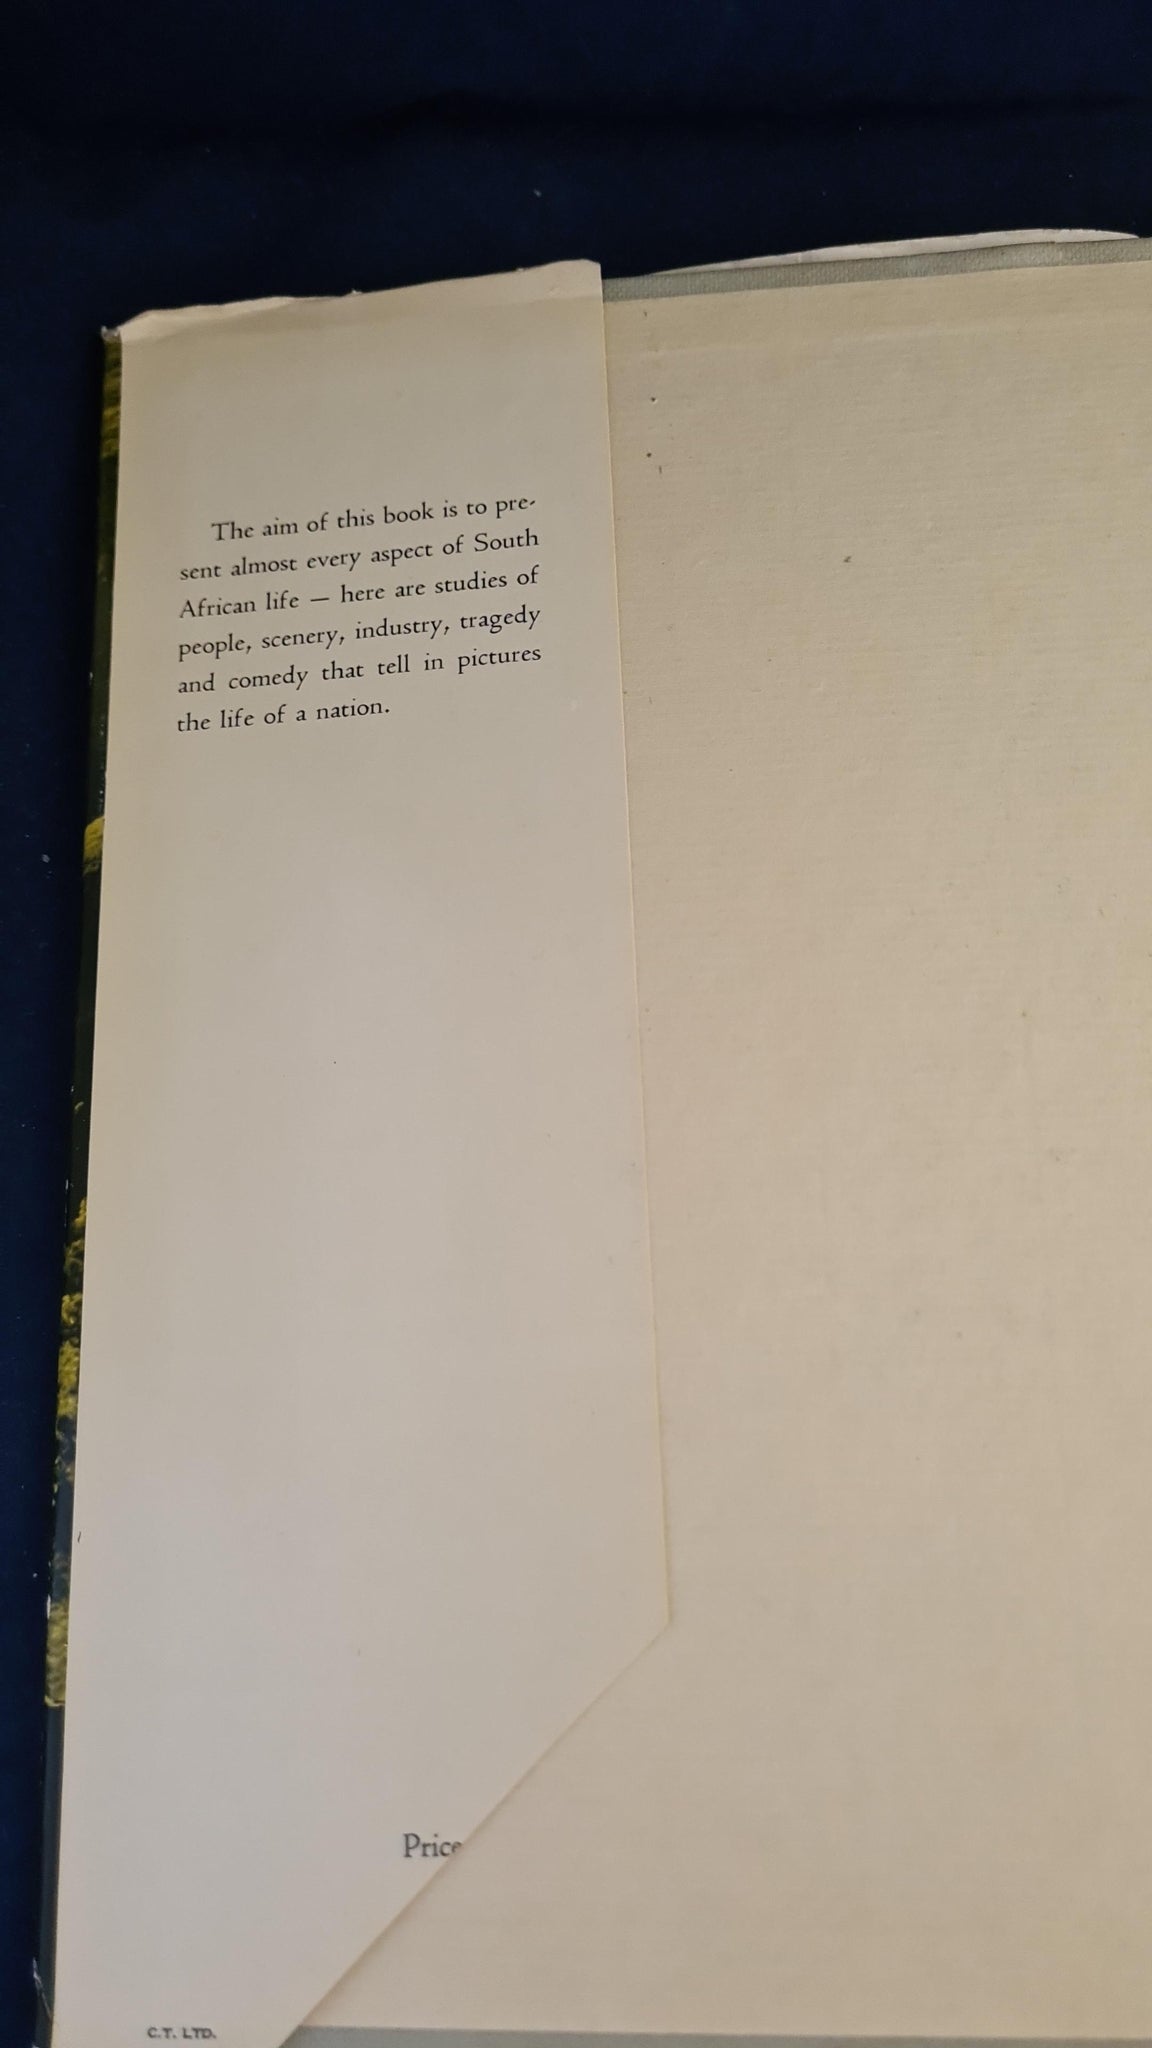 The aim of this book is to pre-
sent almost every aspect of South
African life — here are studies of
people, scenery, industry, tragedy
and comedy that tell in pictures
the life of a nation.
Price
C.T. LTD.